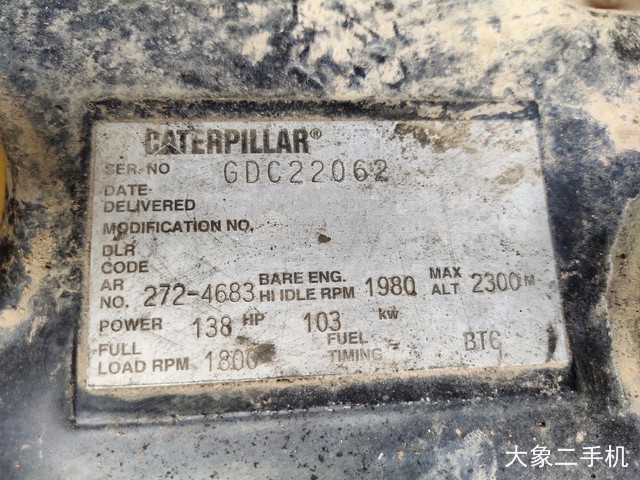 CATERPILLAR®
SER. NO GDC22062
DATE
DELIVERED
MODIFICATION NO.
DLR
CODE
AR
NO. 272-4683 BARE ENG.
HI IDLE RPM 1980 MAX
ALT 2300 M
POWER 138 HP 103 kW
FULL
LOAD RPM 1800 FUEL
TIMING - BTC
大象二手机